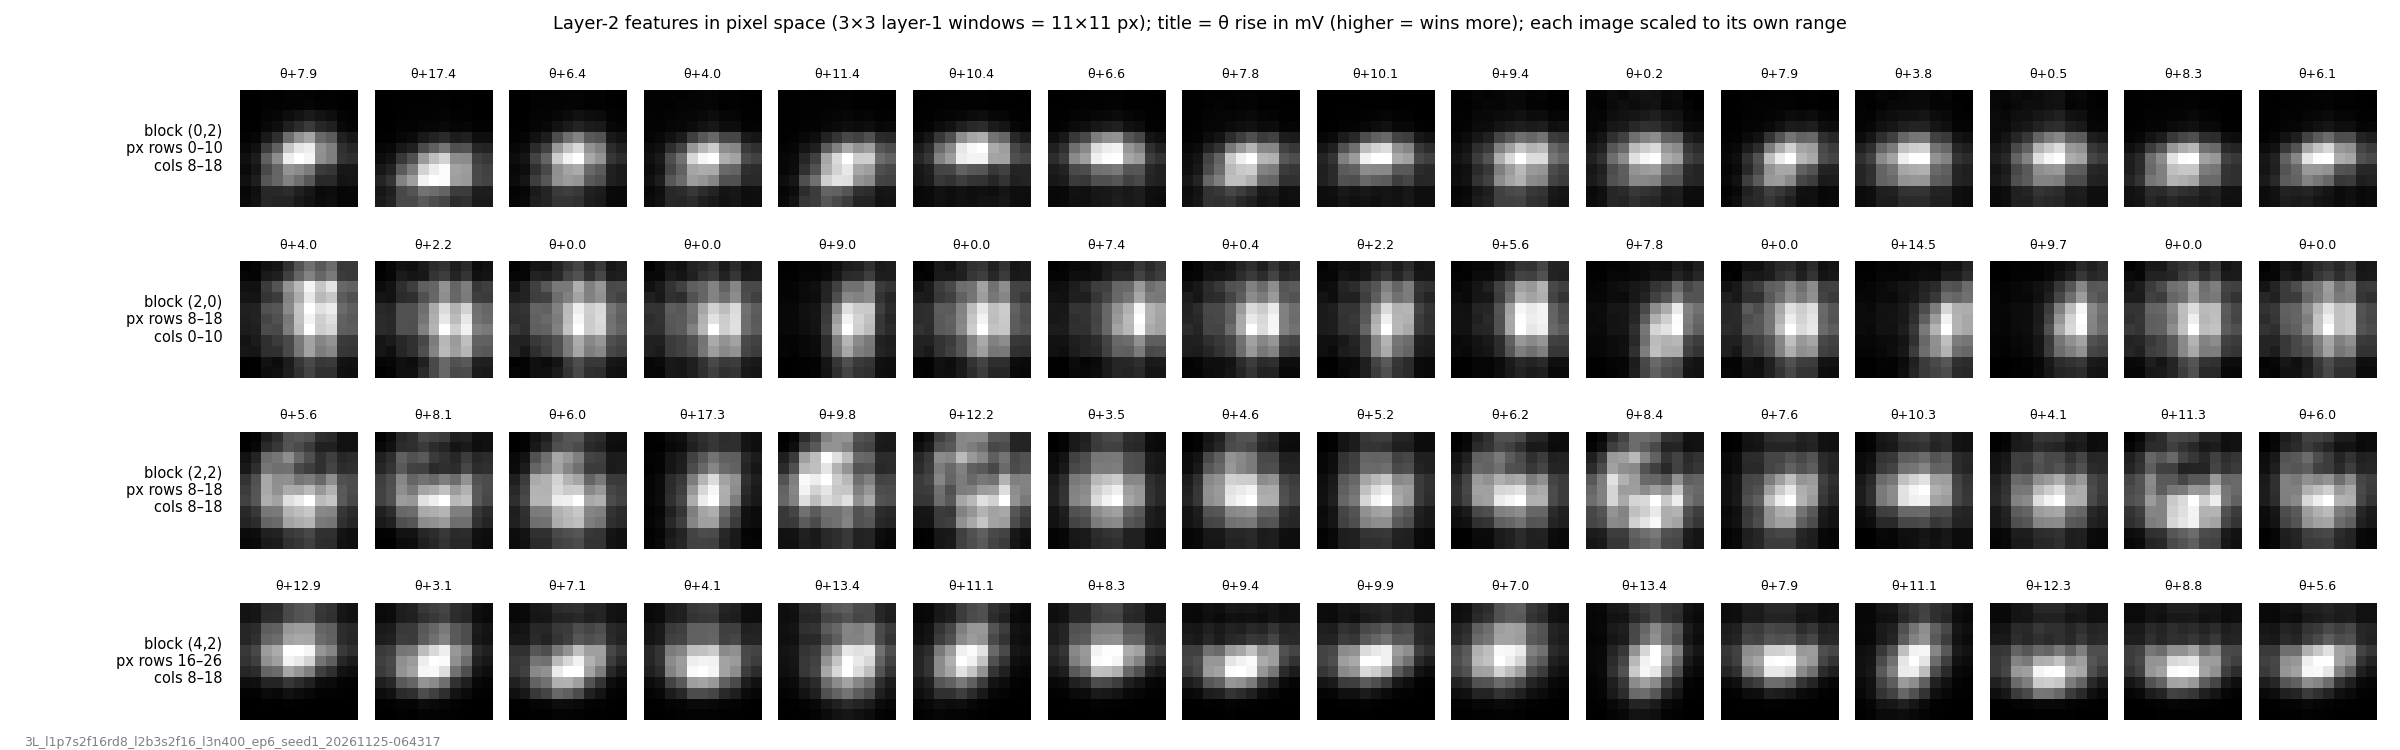 Layer-2 features in pixel space (3×3 layer-1 windows = 11×11 px); title = θ rise in mV (higher = wins more); each image scaled to its own range
θ+7.9 θ+17.4 θ+6.4 θ+4.0 θ+11.4 θ+10.4 θ+6.6 θ+7.8 θ+10.1 θ+9.4 θ+0.2 θ+7.9 θ+3.8 θ+0.5 θ+8.3 θ+6.1
block (0,2)
px rows 0–10
cols 8–18
θ+4.0 θ+2.2 θ+0.0 θ+0.0 θ+9.0 θ+0.0 θ+7.4 θ+0.4 θ+2.2 θ+5.6 θ+7.8 θ+0.0 θ+14.5 θ+9.7 θ+0.0 θ+0.0
block (2,0)
px rows 8–18
cols 0–10
θ+5.6 θ+8.1 θ+6.0 θ+17.3 θ+9.8 θ+12.2 θ+3.5 θ+4.6 θ+5.2 θ+6.2 θ+8.4 θ+7.6 θ+10.3 θ+4.1 θ+11.3 θ+6.0
block (2,2)
px rows 8–18
cols 8–18
θ+12.9 θ+3.1 θ+7.1 θ+4.1 θ+13.4 θ+11.1 θ+8.3 θ+9.4 θ+9.9 θ+7.0 θ+13.4 θ+7.9 θ+11.1 θ+12.3 θ+8.8 θ+5.6
block (4,2)
px rows 16–26
cols 8–18
3L_l1p7s2f16rd8_l2b3s2f16_l3n400_ep6_seed1_20261125-064317